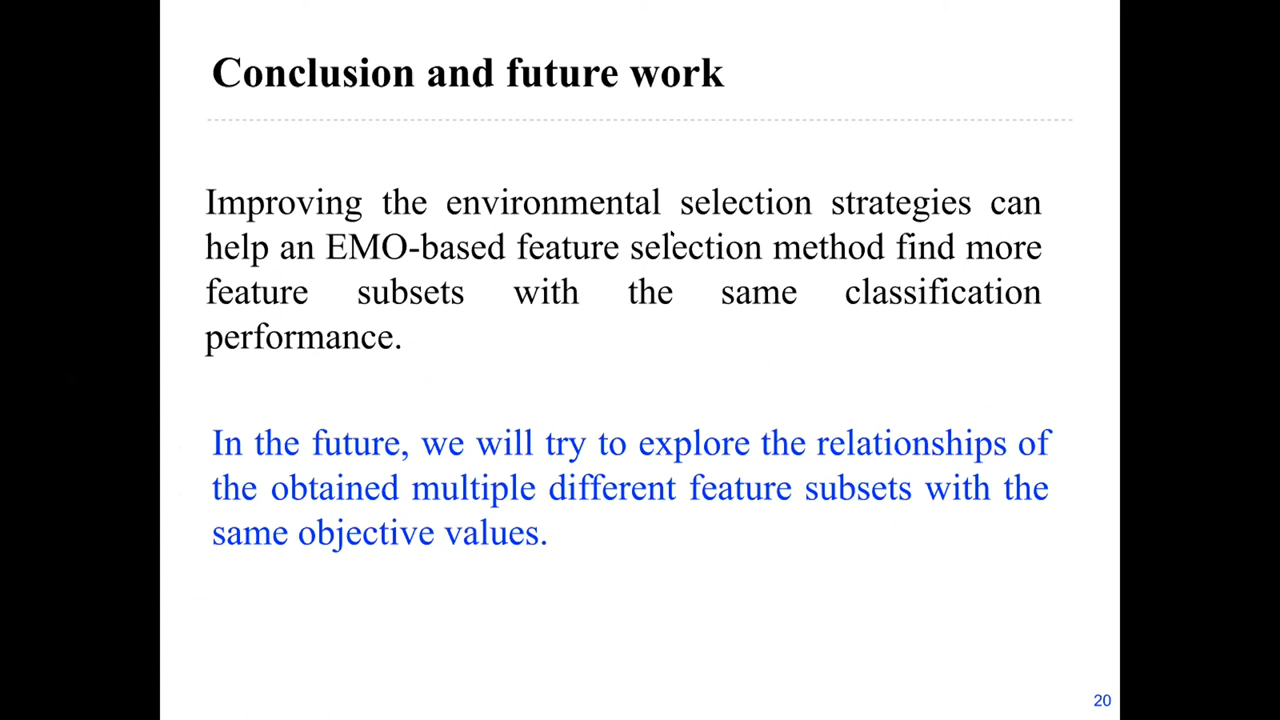 Conclusion and future work
Improving the environmental selection strategies can
help an EMO-based feature selection method find more
feature subsets with the same classification
performance.
In the future, we will try to explore the relationships of
the obtained multiple different feature subsets with the
same objective values.
20